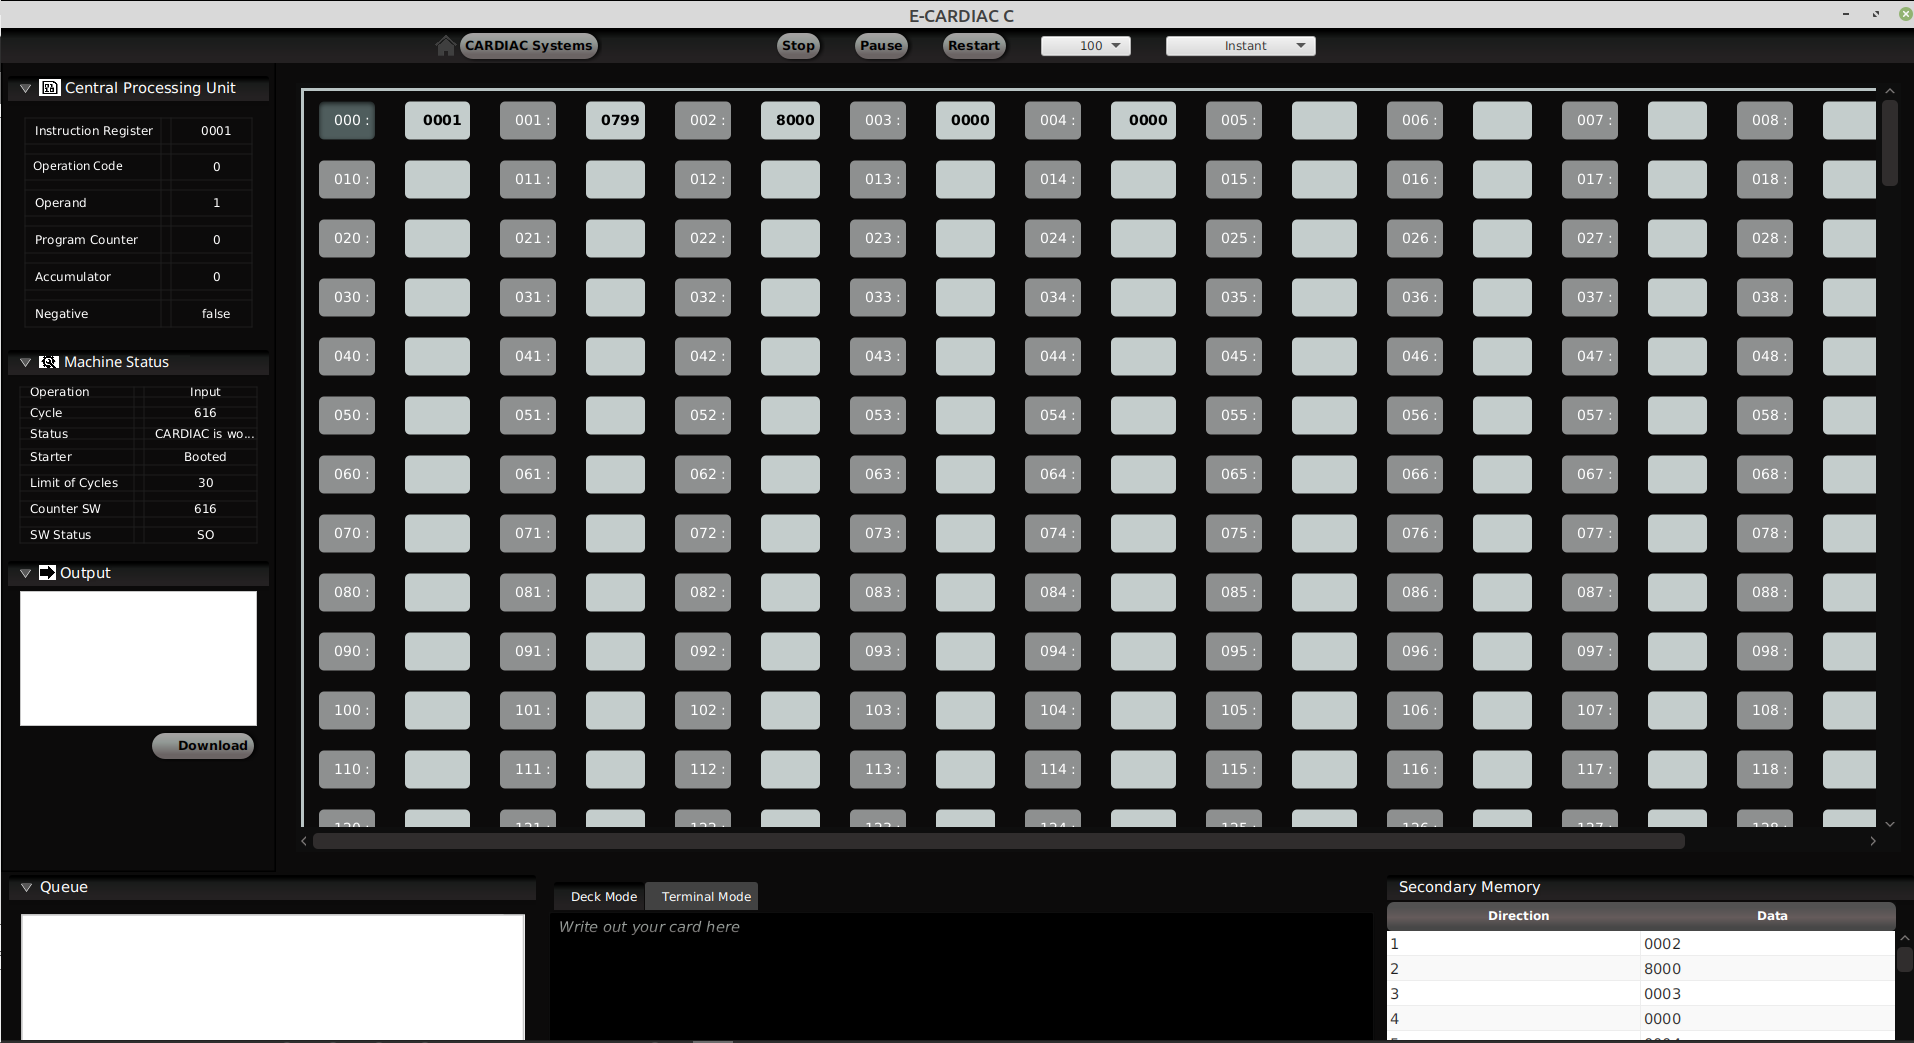 E-CARDIAC C
CARDIAC Systems Stop Pause Restart 100 Instant
Central Processing Unit
Instruction Register 0001
Operation Code 0
Operand 1
Program Counter 0
Accumulator 0
Negative false
Machine Status
Operation Input
Cycle 616
Status CARDIAC is wo...
Starter Booted
Limit of Cycles 30
Counter SW 616
SW Status SO
Output
Download
000 : 0001 001 : 0799 002 : 8000 003 : 0000 004 : 0000 005 : 006 : 007 : 008 :
010 : 011 : 012 : 013 : 014 : 015 : 016 : 017 : 018 :
020 : 021 : 022 : 023 : 024 : 025 : 026 : 027 : 028 :
030 : 031 : 032 : 033 : 034 : 035 : 036 : 037 : 038 :
040 : 041 : 042 : 043 : 044 : 045 : 046 : 047 : 048 :
050 : 051 : 052 : 053 : 054 : 055 : 056 : 057 : 058 :
060 : 061 : 062 : 063 : 064 : 065 : 066 : 067 : 068 :
070 : 071 : 072 : 073 : 074 : 075 : 076 : 077 : 078 :
080 : 081 : 082 : 083 : 084 : 085 : 086 : 087 : 088 :
090 : 091 : 092 : 093 : 094 : 095 : 096 : 097 : 098 :
100 : 101 : 102 : 103 : 104 : 105 : 106 : 107 : 108 :
110 : 111 : 112 : 113 : 114 : 115 : 116 : 117 : 118 :
Queue
Deck Mode Terminal Mode
Write out your card here
Secondary Memory
Direction Data
1 0002
2 8000
3 0003
4 0000